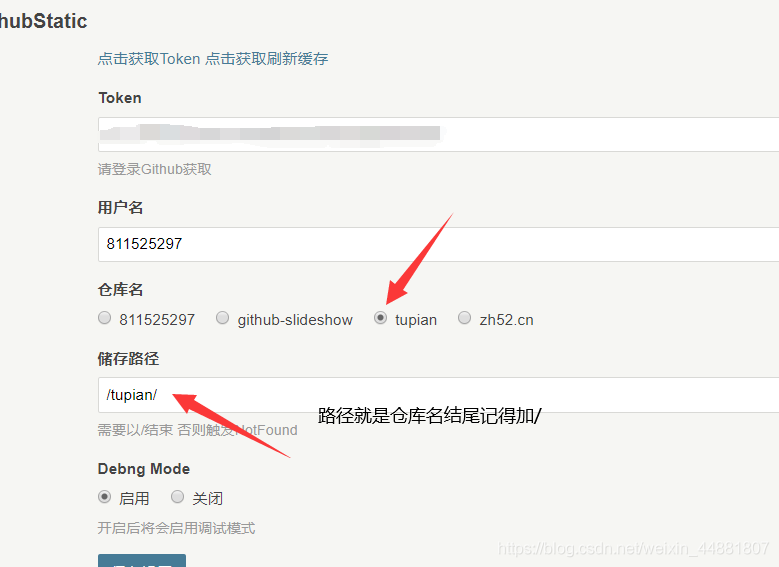 hubStatic
点击获取Token 点击获取刷新缓存
Token
请登录Github获取
用户名
811525297
仓库名
811525297 github-slideshow tupian zh52.cn
储存路径
/tupian/
路径就是仓库名结尾记得加/
需要以/结束 否则触发NotFound
Debng Mode
启用 关闭
开启后将会启用调试模式
https://blog.csdn.net/weixin_44881807